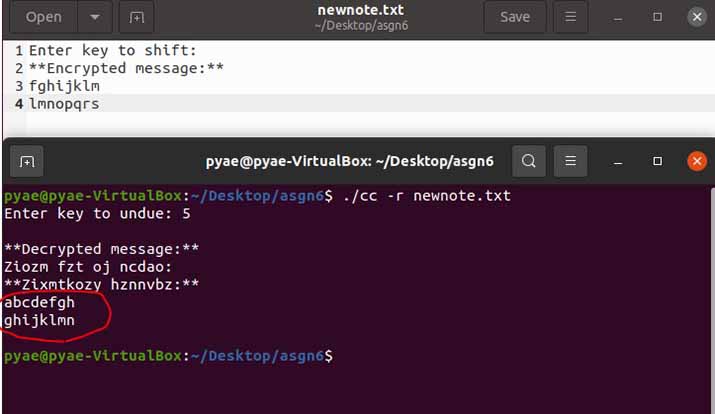 Open
newnote.txt
~/Desktop/asgn6
Save
1 Enter key to shift:
2 **Encrypted message:**
3 fghijklm
4 lmnopqrs
pyae@pyae-VirtualBox: ~/Desktop/asgn6
pyae@pyae-VirtualBox:~/Desktop/asgn6$ ./cc -r newnote.txt
Enter key to undue: 5
**Decrypted message:**
Ziozm fzt oj ncdao:
**Zixmtkozy hznnvbz:**
abcdefgh
ghijklmn
pyae@pyae-VirtualBox:~/Desktop/asgn6$